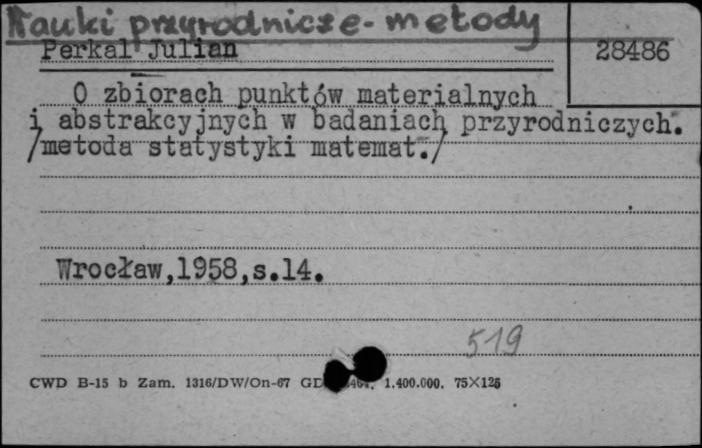 Nauki przyrodnicze - metody
Perkal Julian
28486
O zbiorach punktów materialnych
i abstrakcyjnych w badaniach przyrodniczych.
/metoda statystyki matemat./
Wrocław,1958,s.14.
519
CWD B-15 b Zam. 1316/DW/On-67 GD 1.400.000. 75X125